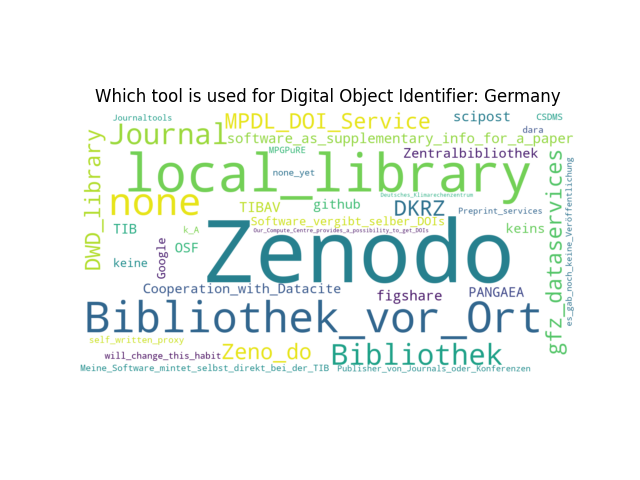 Which tool is used for Digital Object Identifier: Germany
Journaltools
MPDL_DOI_Service
scipost
CSDMS
Journal
software_as_supplementary_info_for_a_paper
dara
DWD_library
MPGPuRE
Zentralbibliothek
local_library
none_yet
none
Deutsches_Klimarechenzentrum
TIBAV
github
DKRZ
Preprint_services
TIB
k_A
Software_vergibt_selber_DOIs
keins
Our_Compute_Centre_provides_a_possibility_to_get_DOIs
Zenodo
OSF
Google
keine
gfz_dataservices
es_gab_noch_keine_Veröffentlichung
Cooperation_with_Datacite
figshare
PANGAEA
Bibliothek_vor_Ort
self_written_proxy
will_change_this_habit
Zeno_do
Bibliothek
Meine_Software_mintet_selbst_direkt_bei_der_TIB
Publisher_von_Journals_oder_Konferenzen